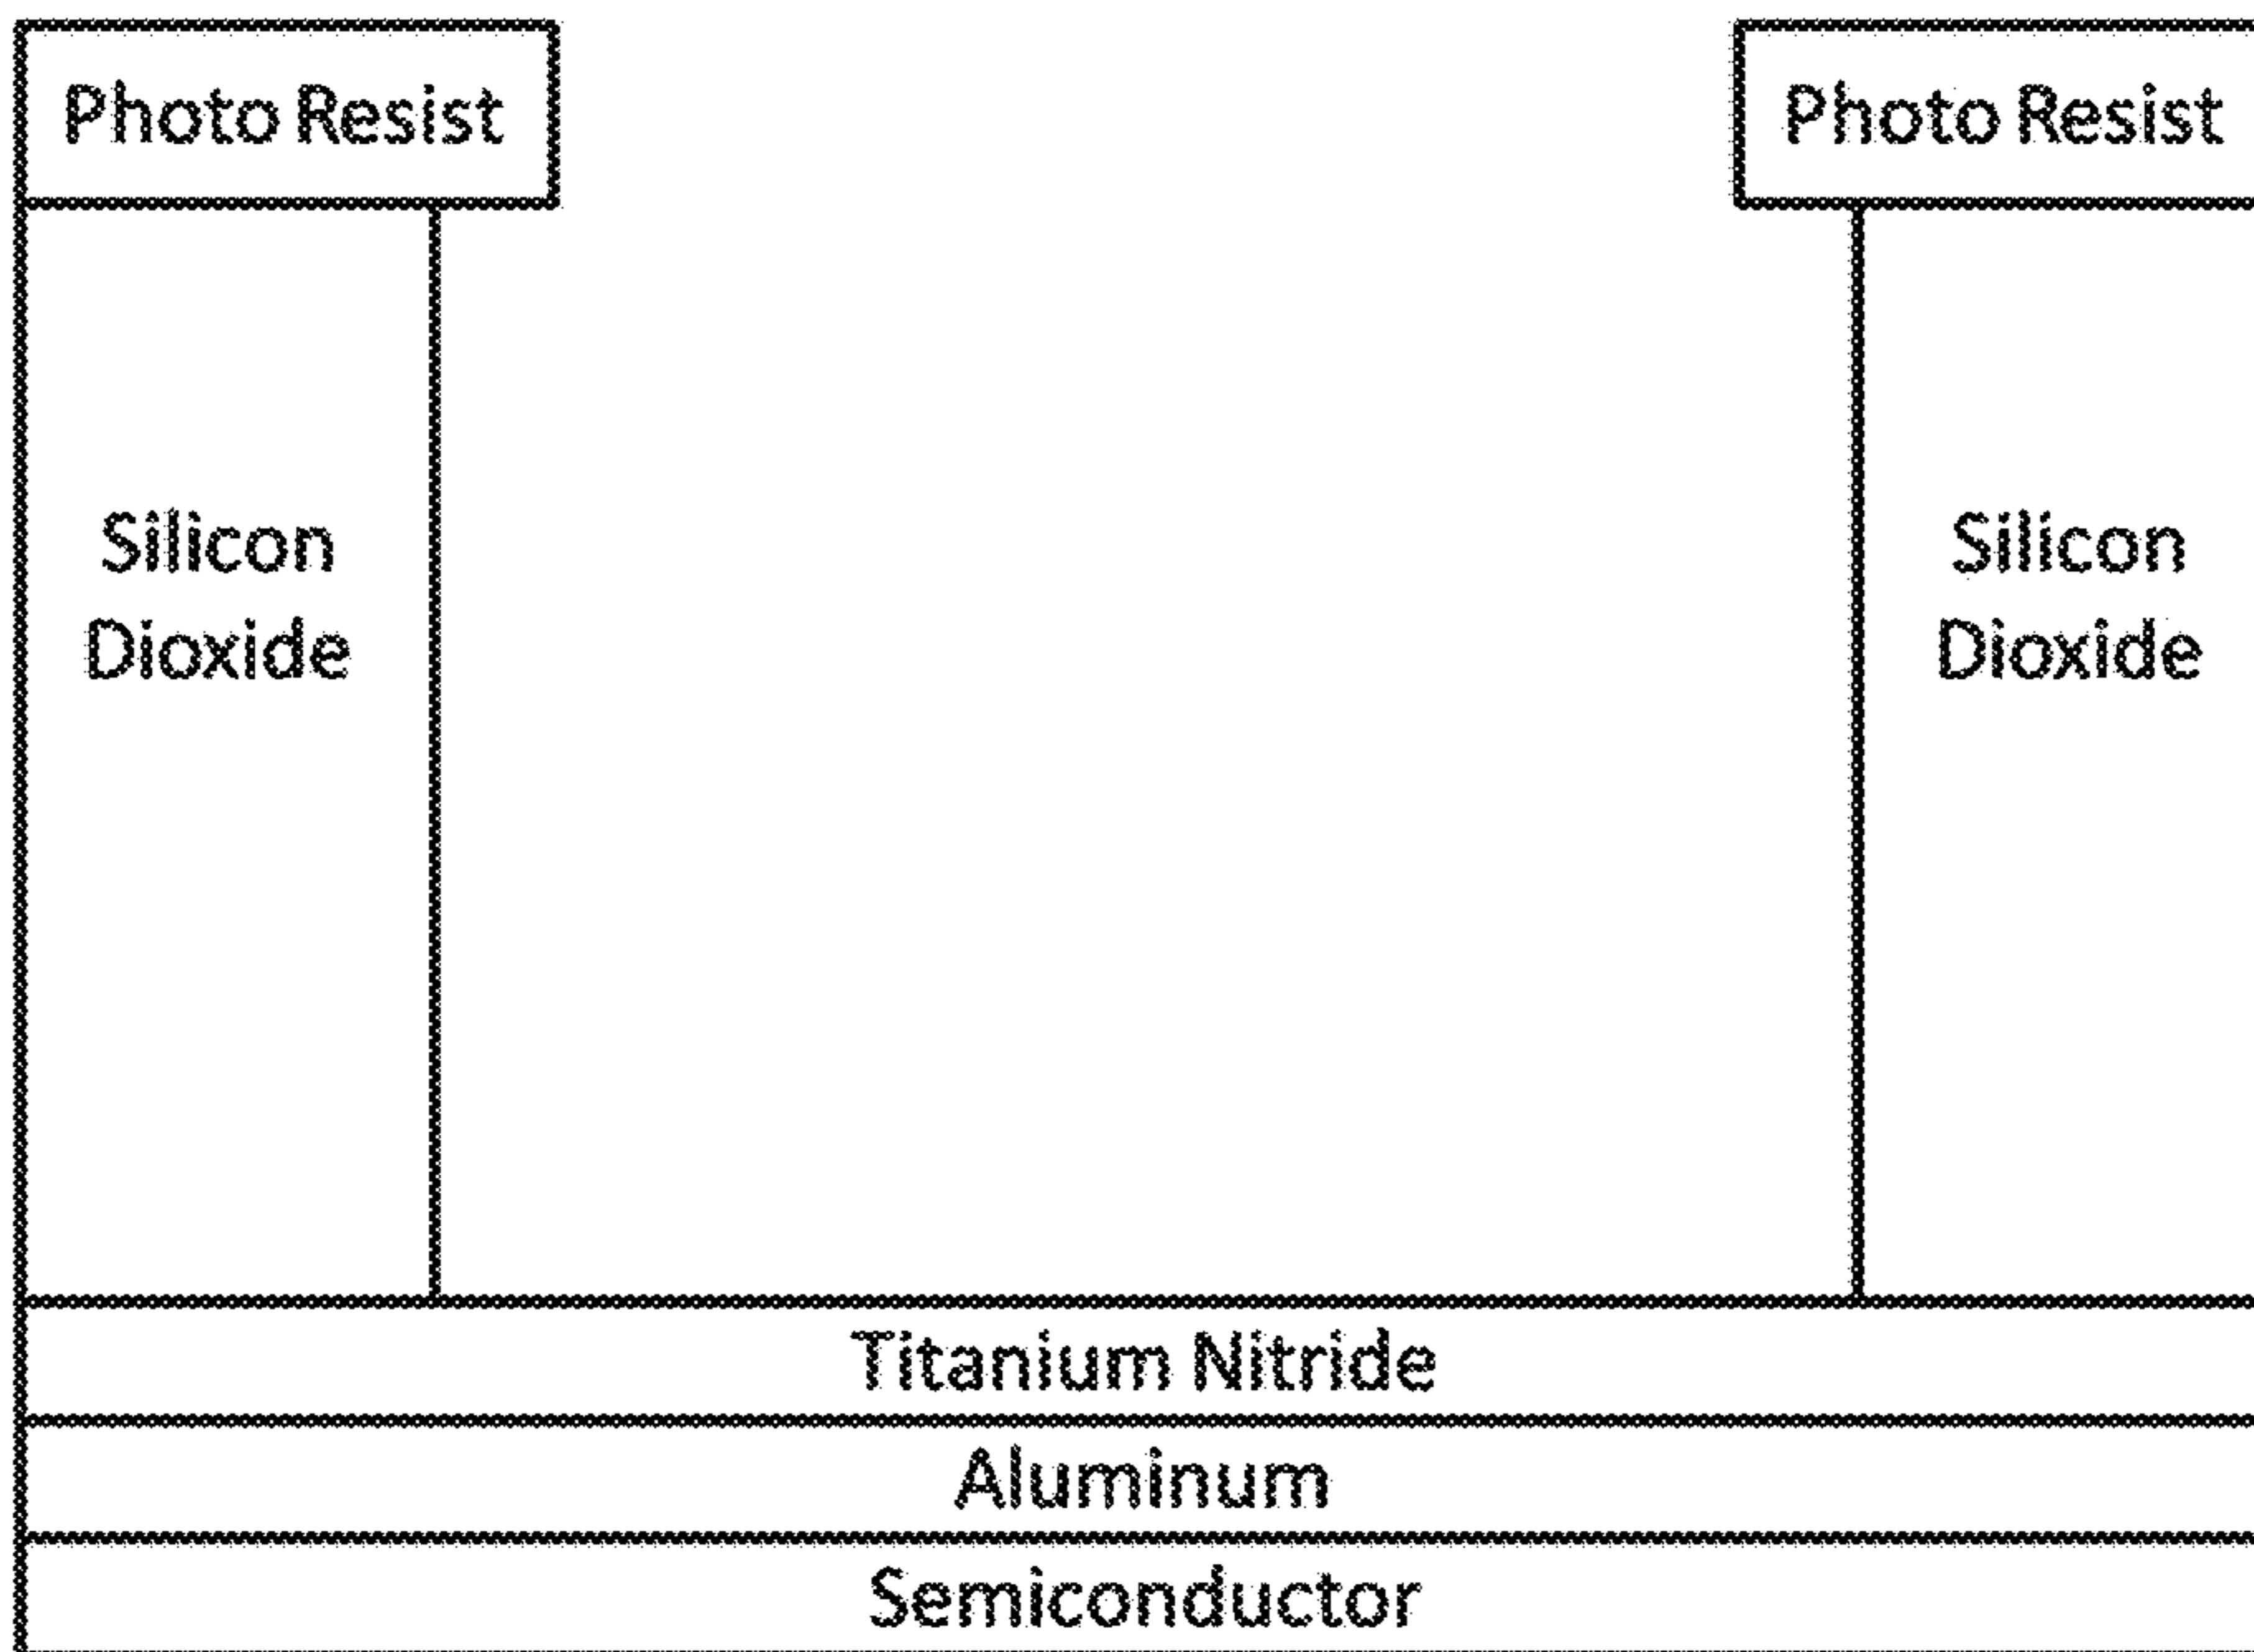 Photo Resist
Photo Resist
Silicon
Dioxide
Silicon
Dioxide
Titanium Nitride
Aluminum
Semiconductor